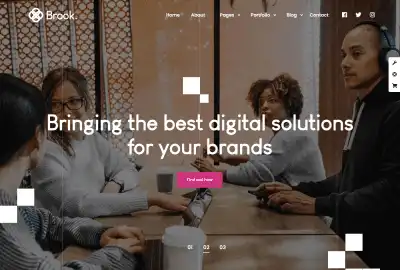 Brook.
Home About Pages Portfolio Blog Contact
Bringing the best digital solutions
for your brands
Find out how
01 02 03